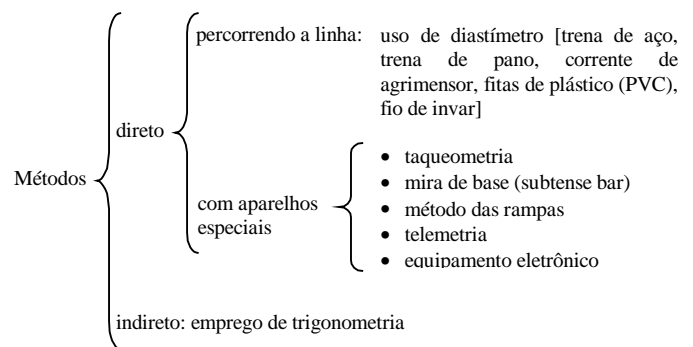 percorrendo a linha: uso de diastímetro [trena de aço,
trena de pano, corrente de
agrimensor, fitas de plástico (PVC),
fio de invar]
direto
Métodos
com aparelhos
especiais
• taqueometria
• mira de base (subtense bar)
• método das rampas
• telemetria
• equipamento eletrônico
indireto: emprego de trigonometria